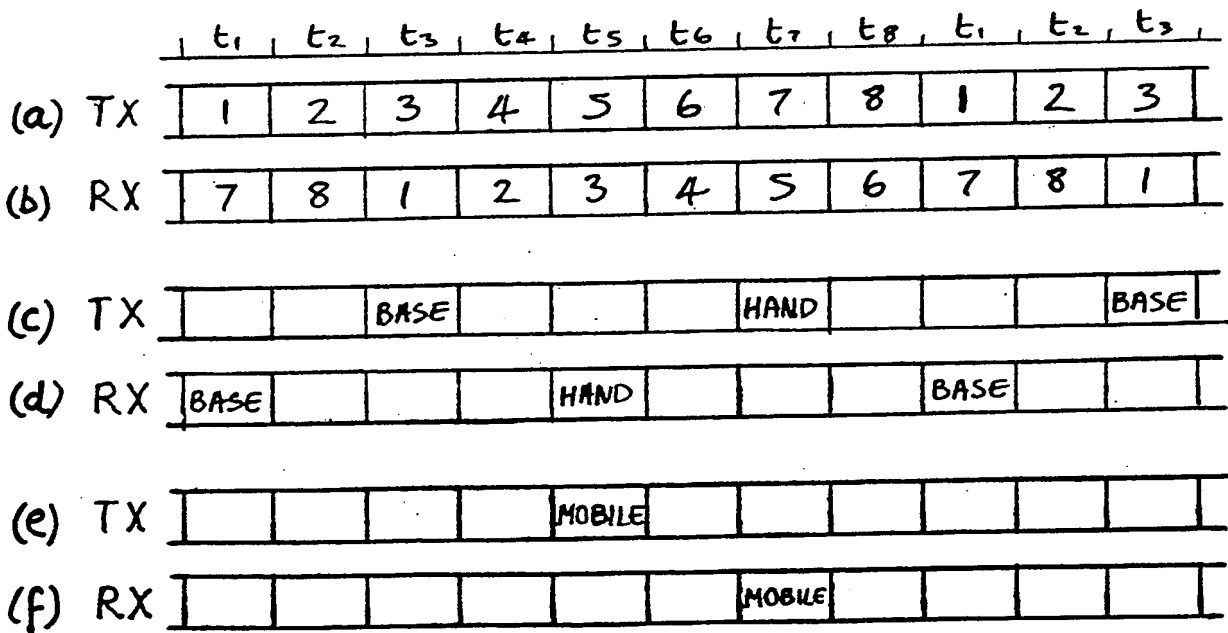 t1 t2 t3 t4 t5 t6 t7 t8 t1 t2 t3
(a) TX 1 2 3 4 5 6 7 8 1 2 3
(b) RX 7 8 1 2 3 4 5 6 7 8 1
(c) TX BASE HAND BASE
(d) RX BASE HAND BASE
(e) TX MOBILE
(f) RX MOBILE